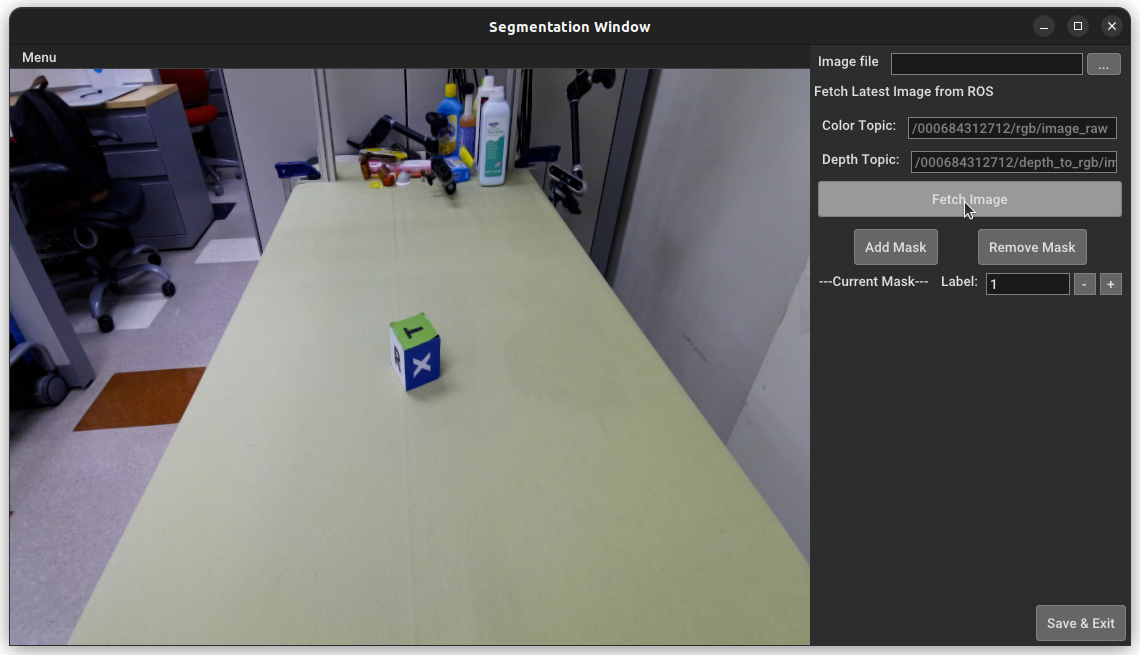 Segmentation Window
Menu
Image file
...
Fetch Latest Image from ROS
Color Topic: /000684312712/rgb/image_raw
Depth Topic: /000684312712/depth_to_rgb/im
Fetch Image
Add Mask Remove Mask
---Current Mask--- Label: 1 - +
T
X
Save & Exit